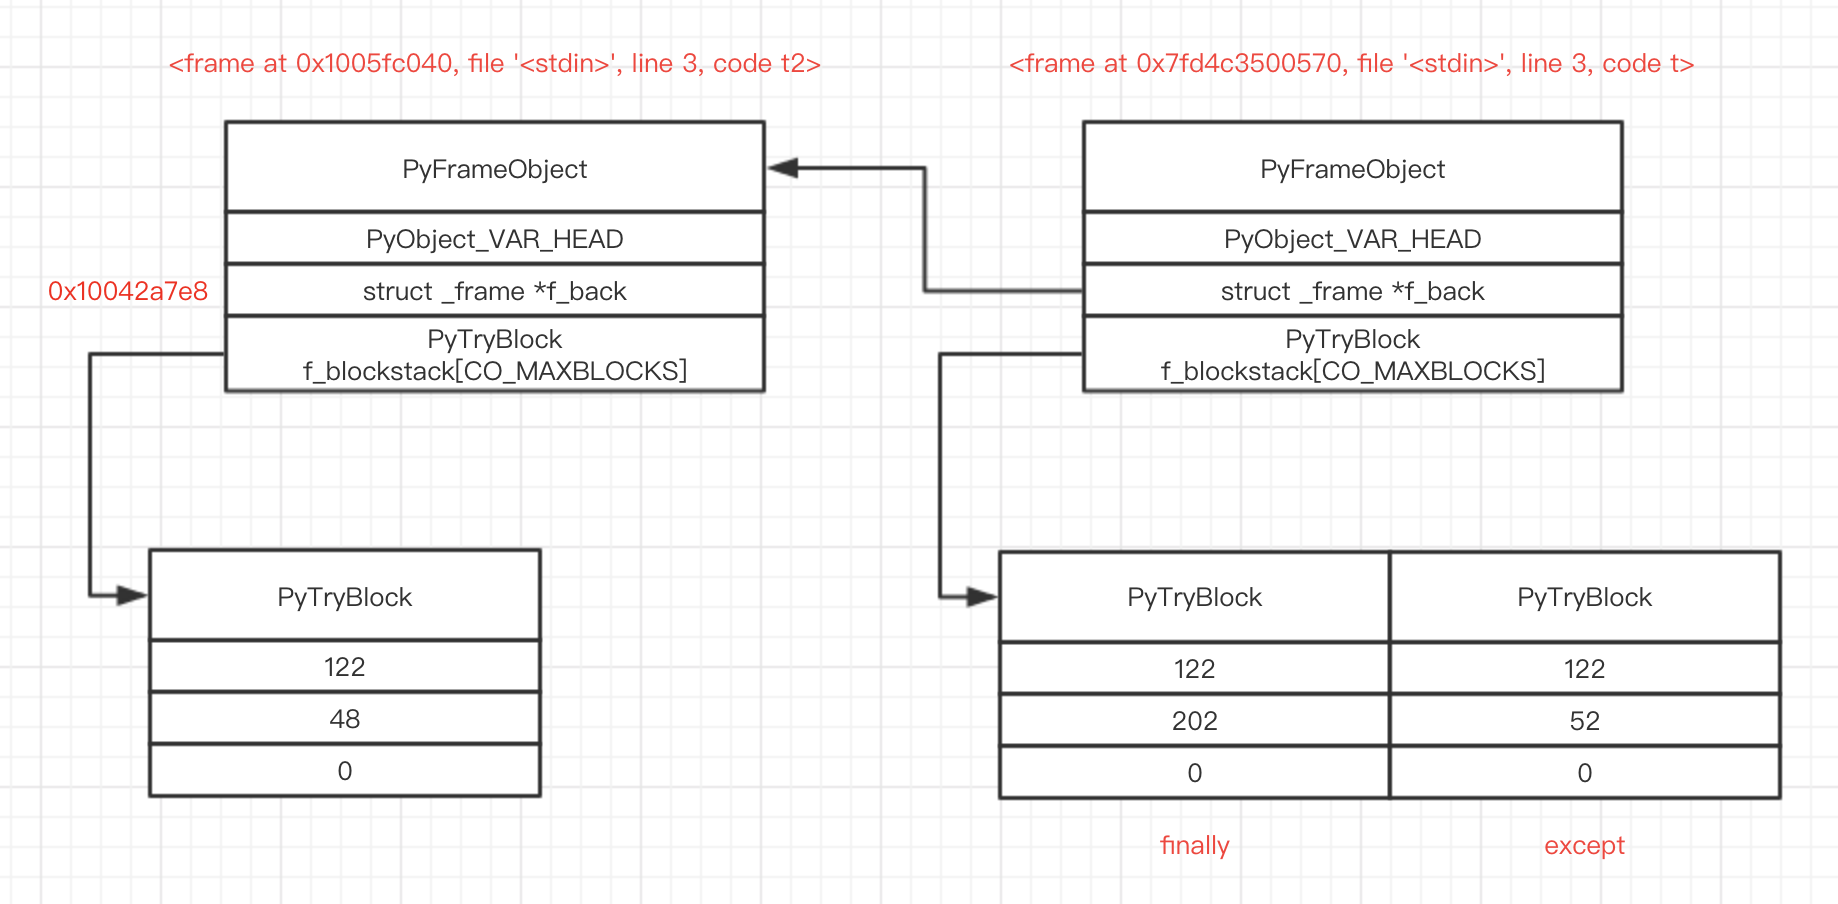 <frame at 0x1005fc040, file '<stdin>', line 3, code t2>
PyFrameObject
PyObject_VAR_HEAD
0x10042a7e8
struct _frame *f_back
PyTryBlock
f_blockstack[CO_MAXBLOCKS]
PyTryBlock
122
48
0
<frame at 0x7fd4c3500570, file '<stdin>', line 3, code t>
PyFrameObject
PyObject_VAR_HEAD
struct _frame *f_back
PyTryBlock
f_blockstack[CO_MAXBLOCKS]
PyTryBlock
122
202
0
finally
PyTryBlock
122
52
0
except